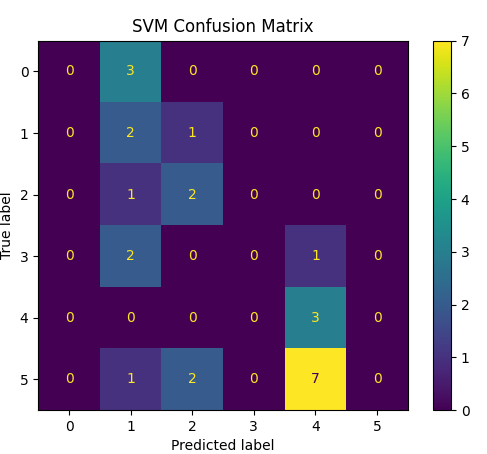 SVM Confusion Matrix
0 0 3 0 0 0 0
1 0 2 1 0 0 0
2 0 1 2 0 0 0
3 0 2 0 0 1 0
4 0 0 0 0 3 0
5 0 1 2 0 7 0
0 1 2 3 4 5
Predicted label
True label
7
6
5
4
3
2
1
0